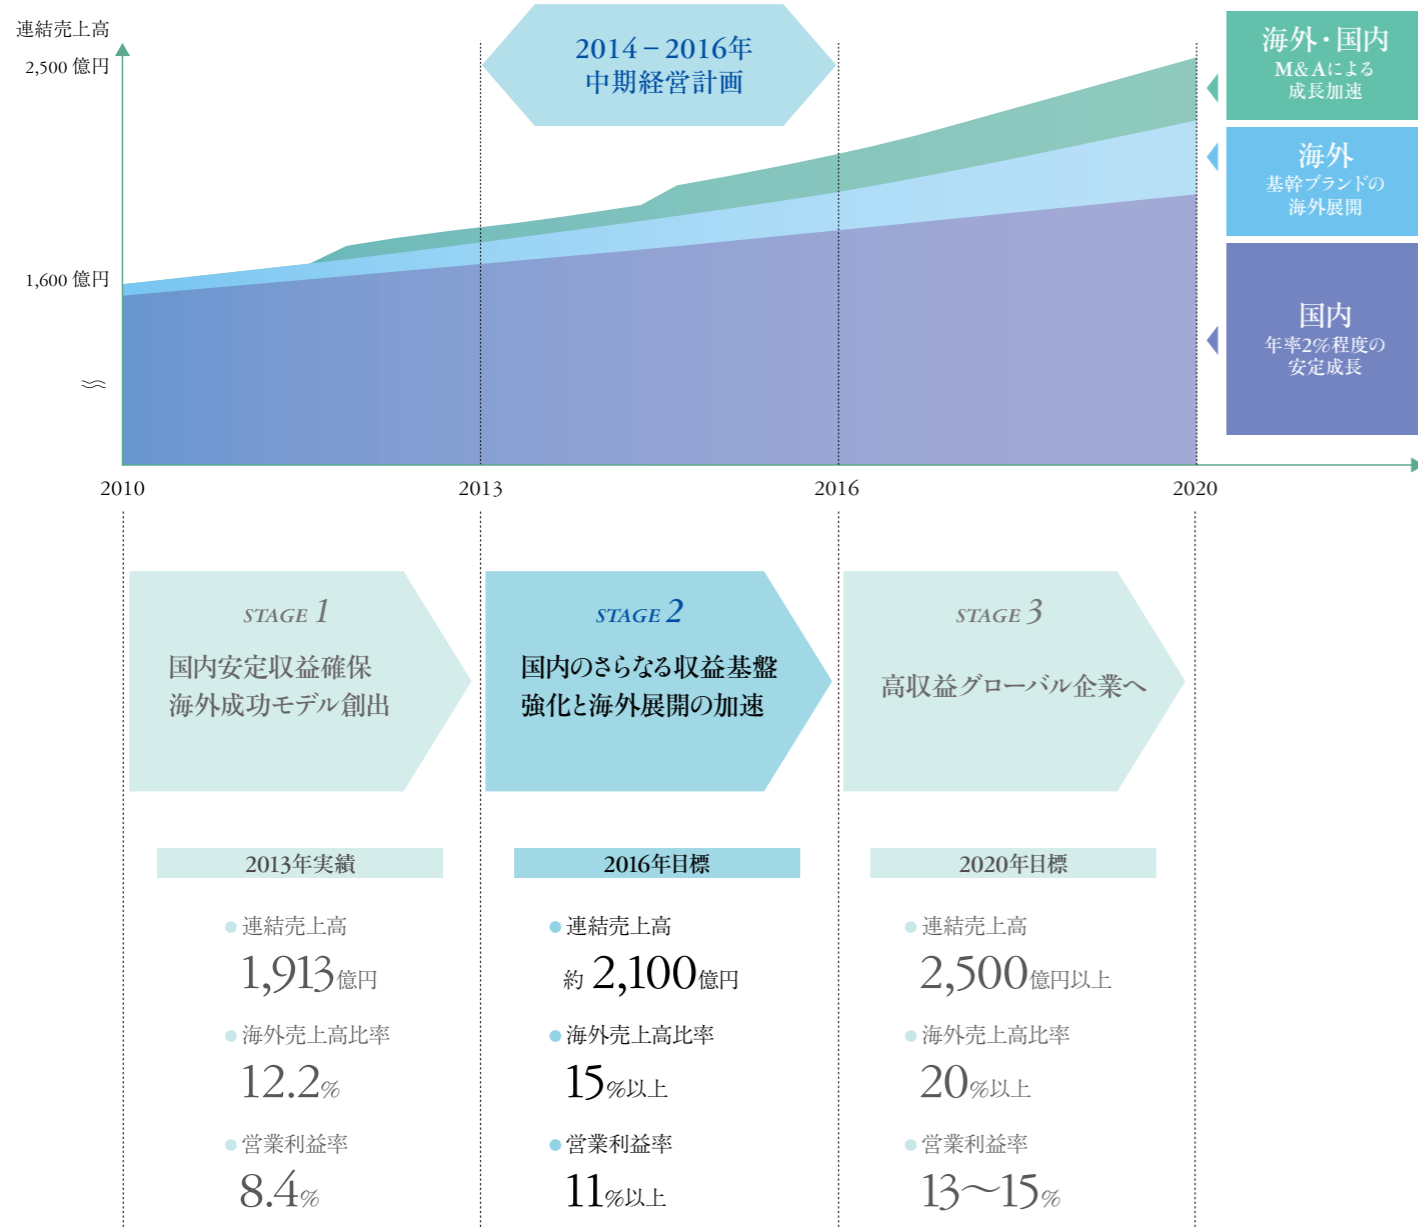 連結売上高
2,500 億円
1,600 億円
2014－2016年
中期経営計画
海外・国内
M&Aによる
成長加速
海外
基幹ブランドの
海外展開
国内
年率2%程度の
安定成長
2010
2013
2016
2020
STAGE 1
国内安定収益確保
海外成功モデル創出
STAGE 2
国内のさらなる収益基盤
強化と海外展開の加速
STAGE 3
高収益グローバル企業へ
2013年実績
連結売上高
1,913億円
海外売上高比率
12.2%
営業利益率
8.4%
2016年目標
連結売上高
約 2,100億円
海外売上高比率
15%以上
営業利益率
11%以上
2020年目標
連結売上高
2,500億円以上
海外売上高比率
20%以上
営業利益率
13〜15%